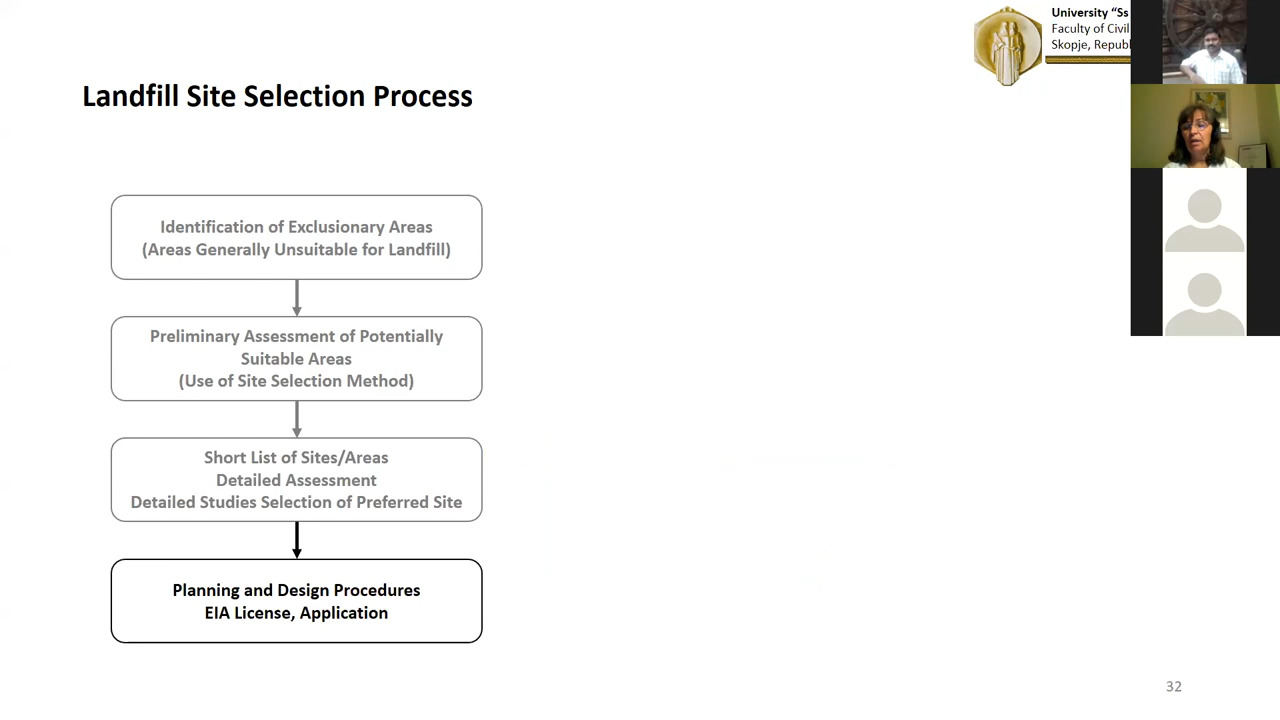 University “Ss
Faculty of Civil
Skopje, Republ
Landfill Site Selection Process
Identification of Exclusionary Areas
(Areas Generally Unsuitable for Landfill)
Preliminary Assessment of Potentially
Suitable Areas
(Use of Site Selection Method)
Short List of Sites/Areas
Detailed Assessment
Detailed Studies Selection of Preferred Site
Planning and Design Procedures
EIA License, Application
32